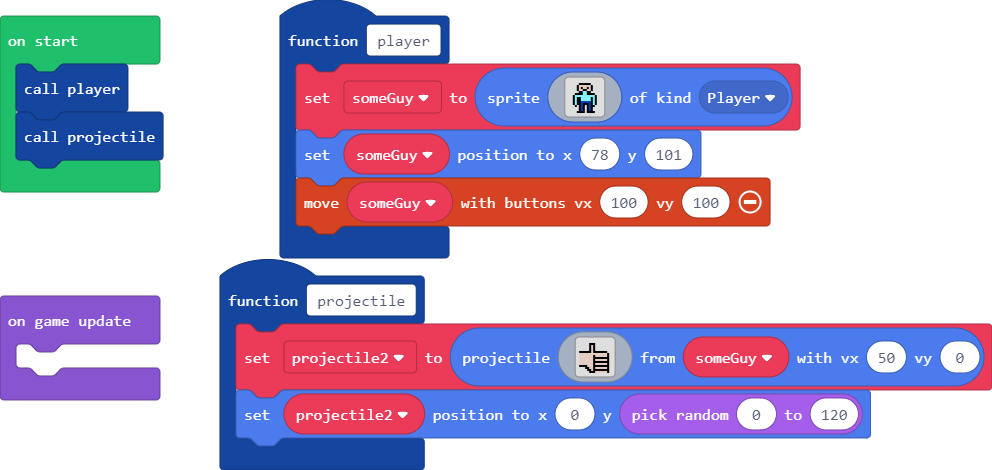 on start
call player
call projectile
function player
set someGuy to sprite of kind Player
set someGuy position to x 78 y 101
move someGuy with buttons vx 100 vy 100
on game update
function projectile
set projectile2 to projectile from someGuy with vx 50 vy 0
set projectile2 position to x 0 y pick random 0 to 120